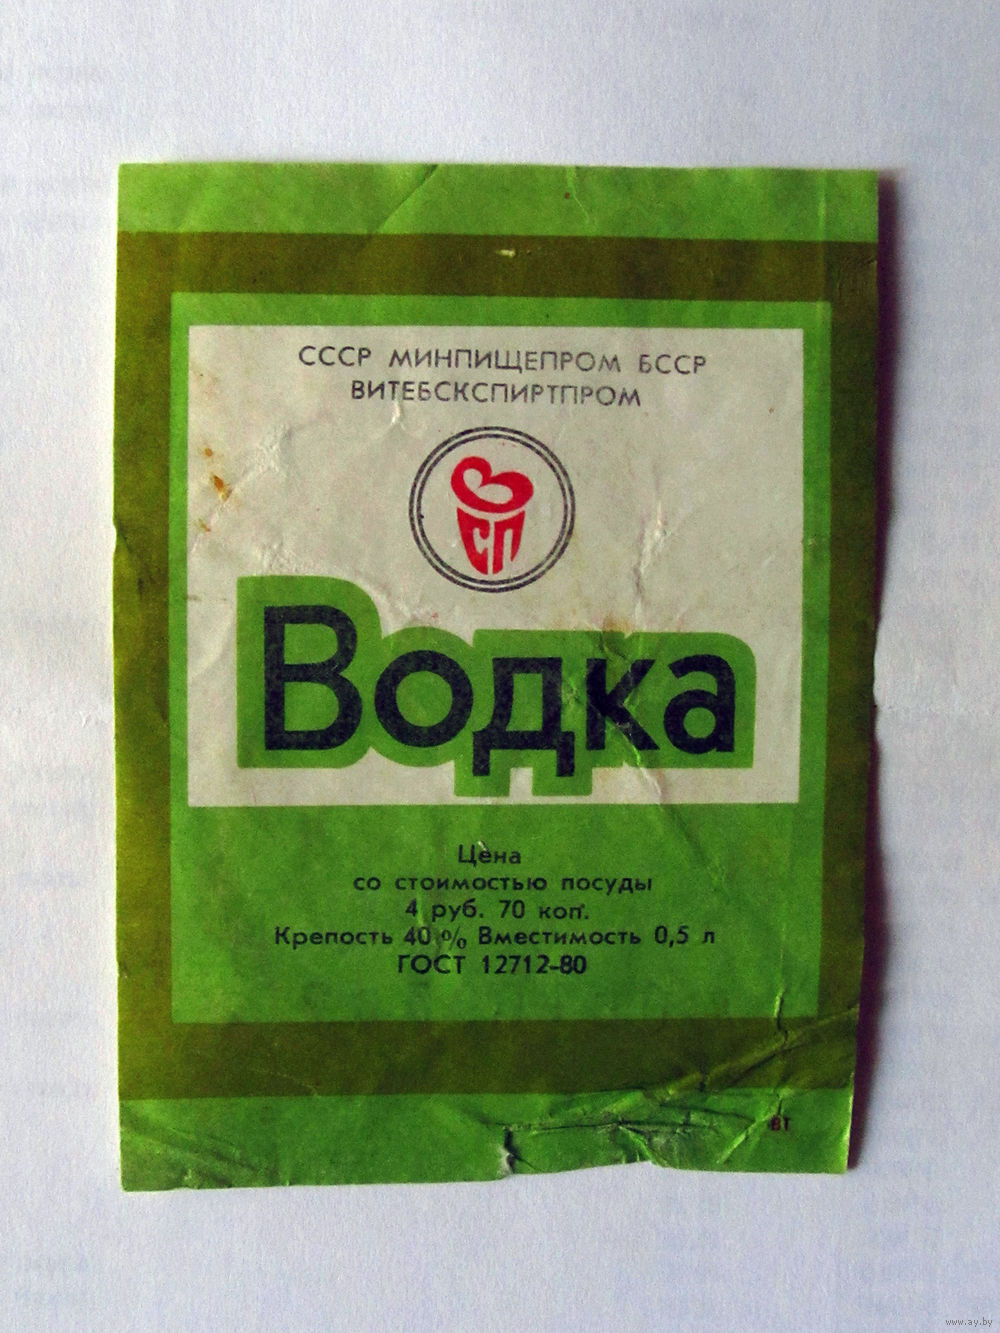 СССР МИНПИЩЕПРОМ БССР
ВИТЕБСКСПИРТПРОМ
ВСП
Водка
Цена
со стоимостью посуды
4 руб. 70 коп.
Крепость 40% Вместимость 0,5 л
ГОСТ 12712-80
ВТ
www.ay.by